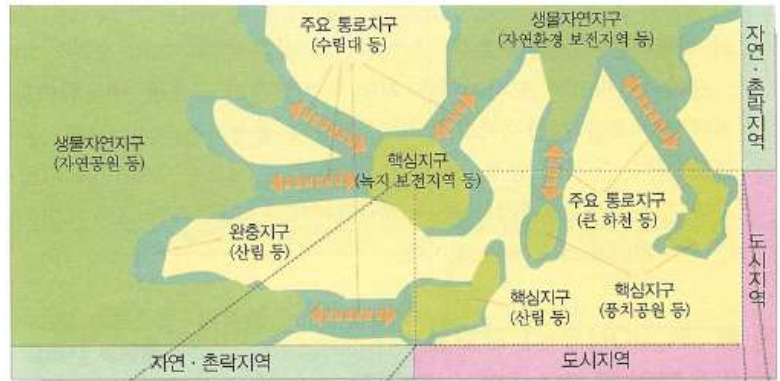 주요 통로지구
(수림대 등)
생물자연지구
(자연환경 보전지역 등)
자연·촌락지역
생물자연지구
(자연공원 등)
핵심지구
(녹지 보전지역 등)
완충지구
(산림 등)
주요 통로지구
(큰 하천 등)
핵심지구
(산림 등)
핵심지구
(풍치공원 등)
도시지역
자연·촌락지역
도시지역